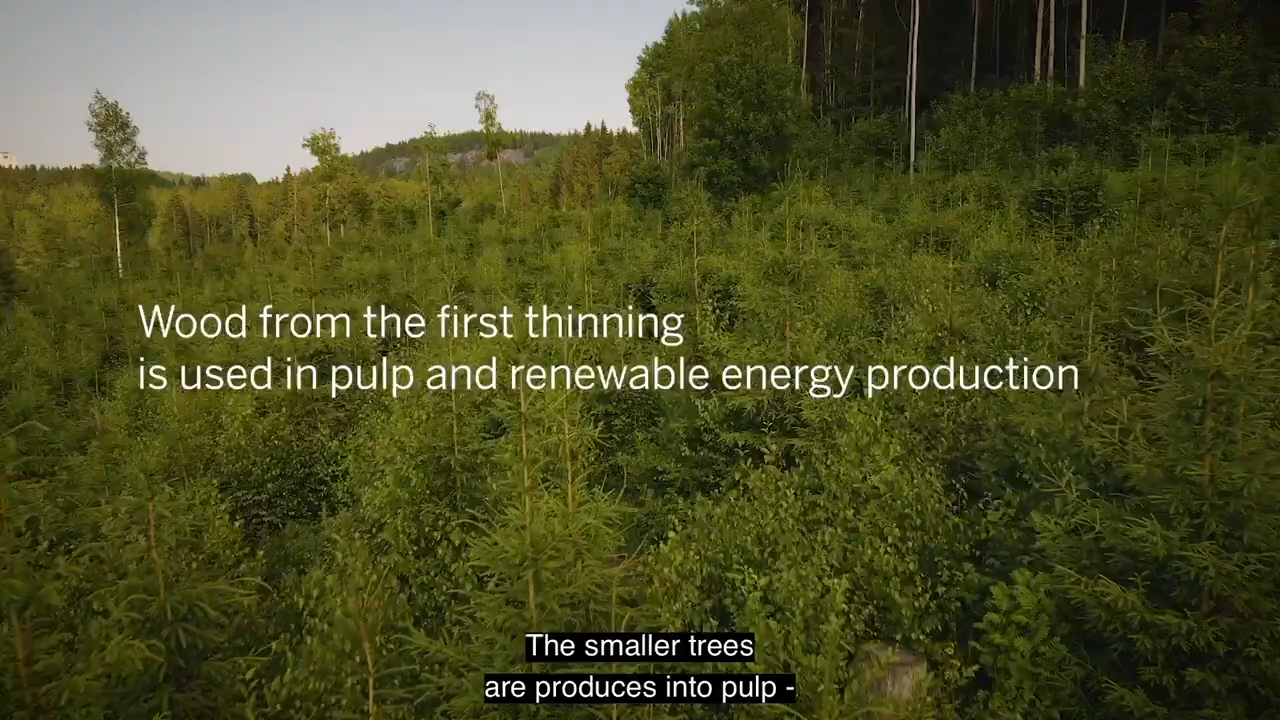 Wood from the first thinning
is used in pulp and renewable energy production
The smaller trees
are produces into pulp -